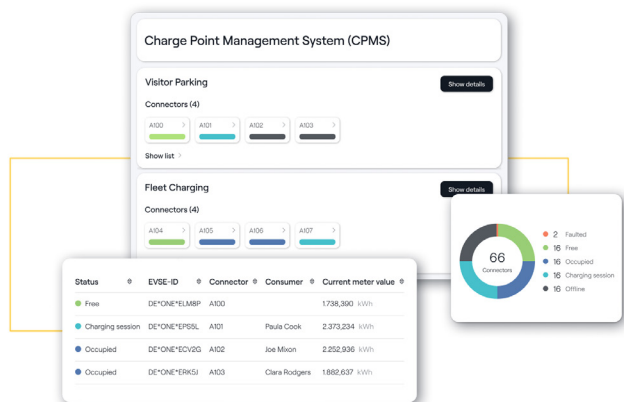 Charge Point Management System (CPMS)
Visitor Parking
Show details
Connectors (4)
A100 A101 A102 A103
Show list
Fleet Charging
Show details
Connectors (4)
A104 A105 A106 A107
66
Connectors
2 Faulted
16 Free
16 Occupied
16 Charging session
16 Offline
Status EVSE-ID Connector Consumer Current meter value
Free DE*ONE*ELM8P A100 1.738,390 kWh
Charging session DE*ONE*EPS5L A101 Paula Cook 2.373,234 kWh
Occupied DE*ONE*ECV2G A102 Joe Mixon 2.252,936 kWh
Occupied DE*ONE*ERK5J A103 Clara Rodgers 1.882,637 kWh